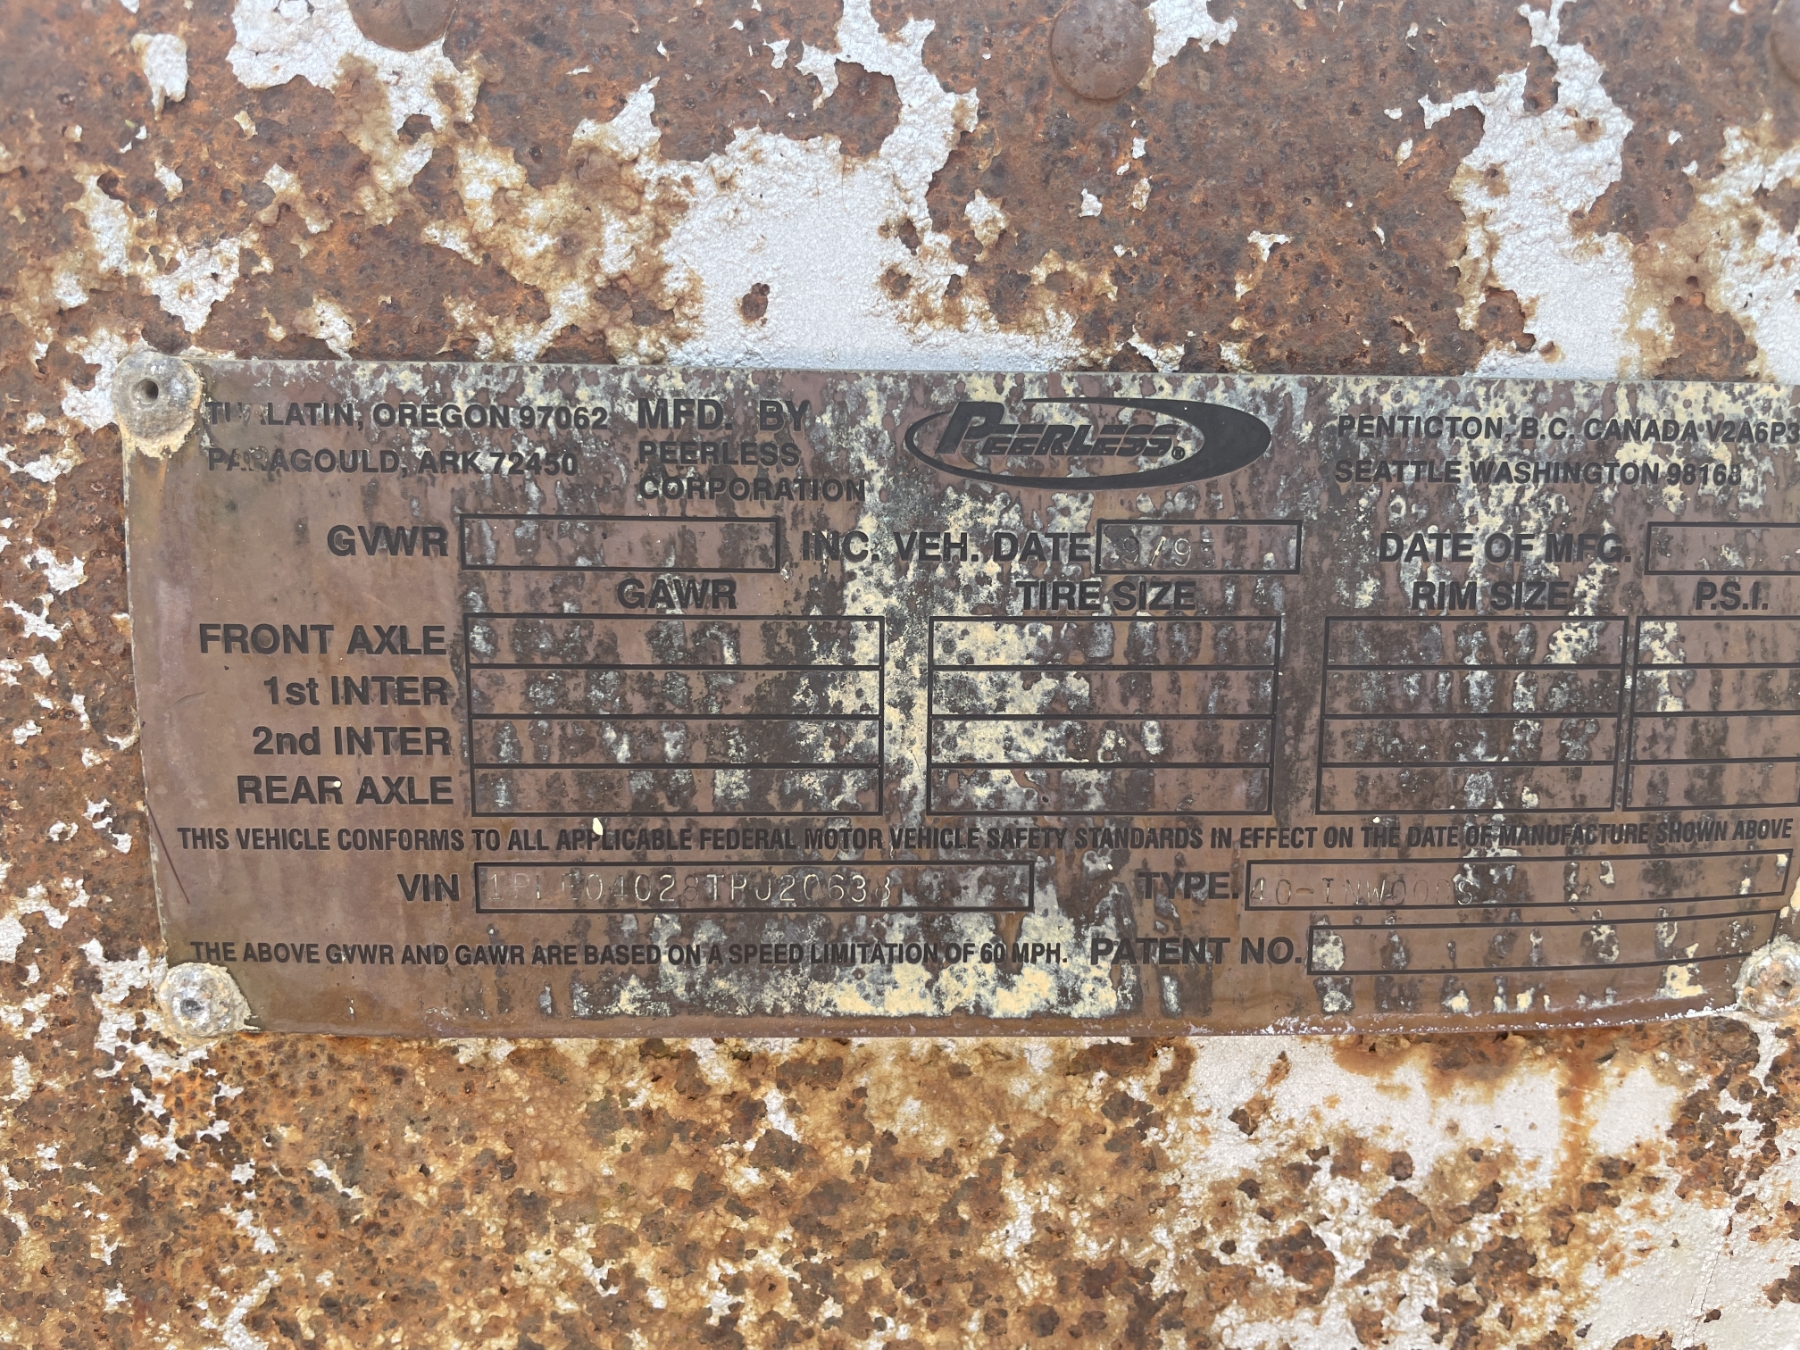 OREGON 97062 MFD. BY PEERLESS® PENTICTON, B.C. CANADA V2A6P3
ARK 72450 PEERLESS SEATTLE WASHINGTON 98168
CORPORATION
GVWR INC. VEH. DATE DATE OF MFG.
GAWR TIRE SIZE RIM SIZE P.S.I.
FRONT AXLE
1st INTER
2nd INTER
REAR AXLE
THIS VEHICLE CONFORMS TO ALL APPLICABLE FEDERAL MOTOR VEHICLE SAFETY STANDARDS IN EFFECT ON THE DATE OF MANUFACTURE SHOWN ABOVE
VIN TYPE. 40-INWOODS
THE ABOVE GVWR AND GAWR ARE BASED ON A SPEED LIMITATION OF 60 MPH. PATENT NO.